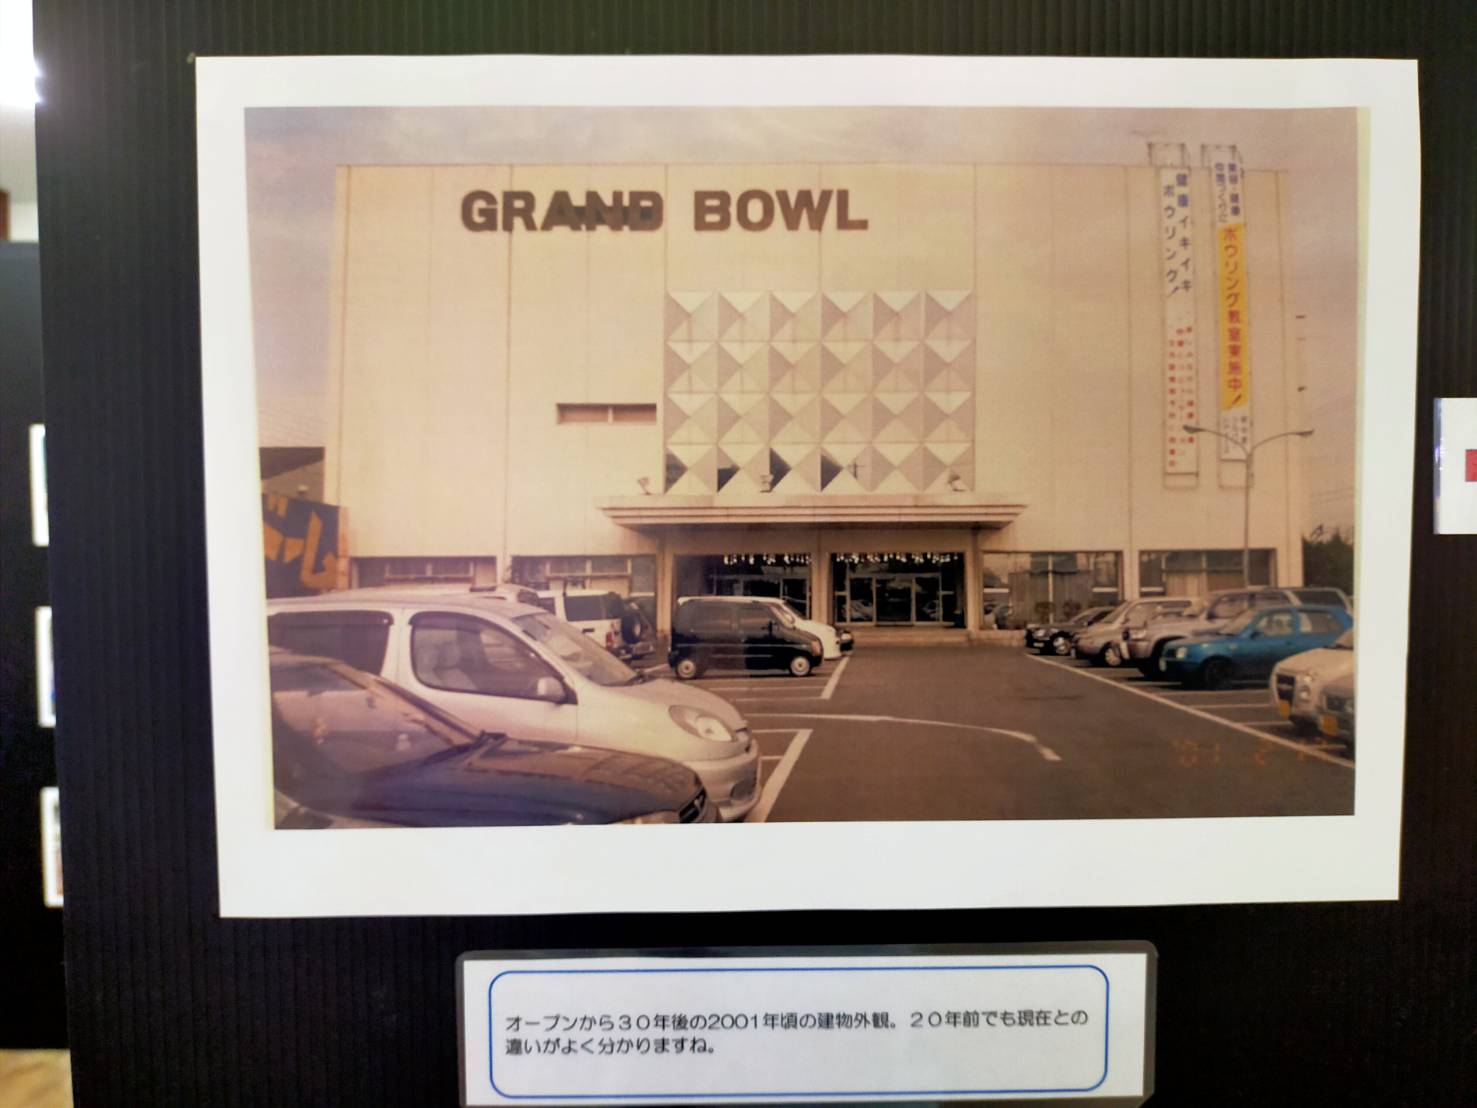 GRAND BOWL
健康イキイキ
ボウリング!
ボウリング教室実施中!
オープンから30年後の2001年頃の建物外観。20年前でも現在との
違いがよく分かりますね。